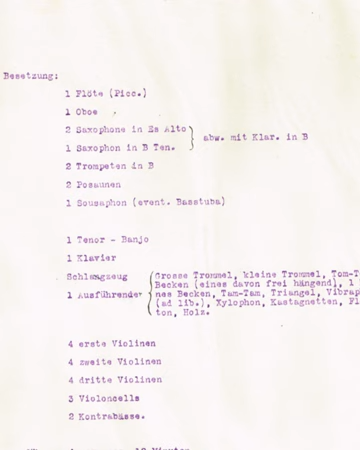 Besetzung:
1 Flöte (Picc.)
1 Oboe
2 Saxophone in Es Alto
1 Saxophon in B Ten.
abw. mit Klar. in B
2 Trompeten in B
2 Posaunen
1 Sousaphon (event. Basstuba)
1 Tenor - Banjo
1 Klavier
Schlagzeug
1 Ausführender
Grosse Trommel, kleine Trommel, Tom-T
Becken (eines davon frei hängend), 1
nes Becken, Tam-Tam, Triangel, Vibrap
(ad lib.), Xylophon, Kastagnetten, Fl
ton, Holz.
4 erste Violinen
4 zweite Violinen
4 dritte Violinen
3 Violoncells
2 Kontrabässe.